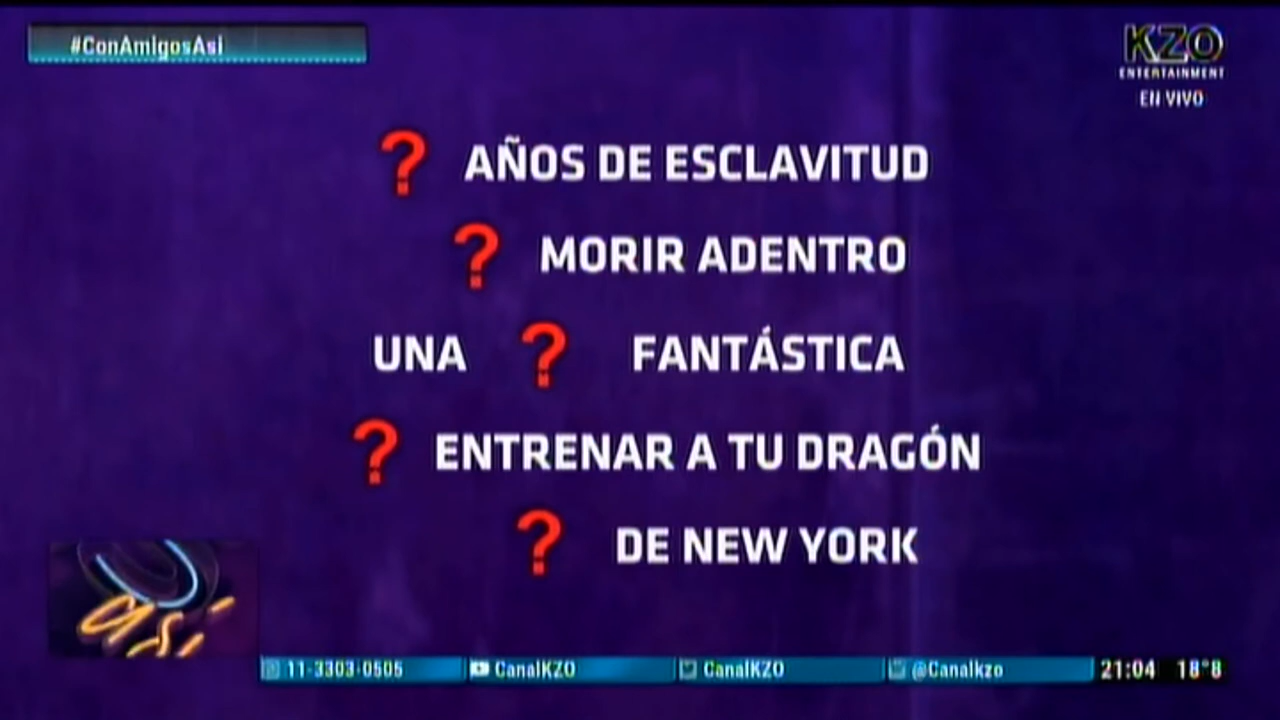 #ConAmigosAsi
KZO
ENTERTAINMENT
EN VIVO
? AÑOS DE ESCLAVITUD
? MORIR ADENTRO
UNA ? FANTÁSTICA
? ENTRENAR A TU DRAGÓN
? DE NEW YORK
asi
11-3303-0505
CanalKZO
CanalKZO
@Canalkzo
21:04 18°8